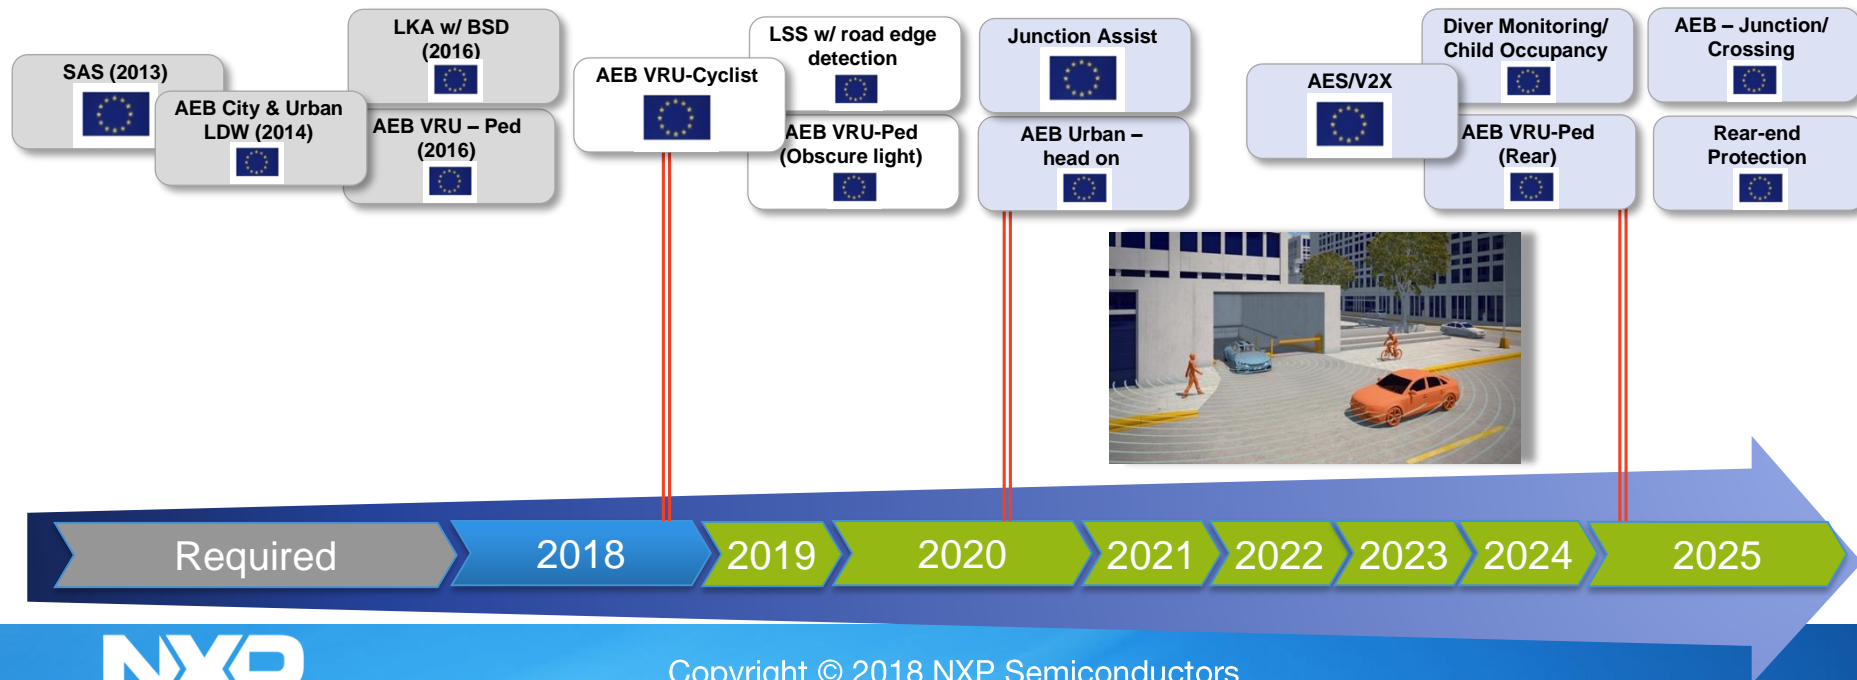 SAS (2013)
AEB City & Urban
LDW (2014)
LKA w/ BSD
(2016)
AEB VRU – Ped
(2016)
AEB VRU-Cyclist
LSS w/ road edge
detection
AEB VRU-Ped
(Obscure light)
Junction Assist
AEB Urban –
head on
AES/V2X
Diver Monitoring/
Child Occupancy
AEB VRU-Ped
(Rear)
AEB – Junction/
Crossing
Rear-end
Protection
Required
2018
2019
2020
2021
2022
2023
2024
2025
NXP
Copyright © 2018 NXP Semiconductors